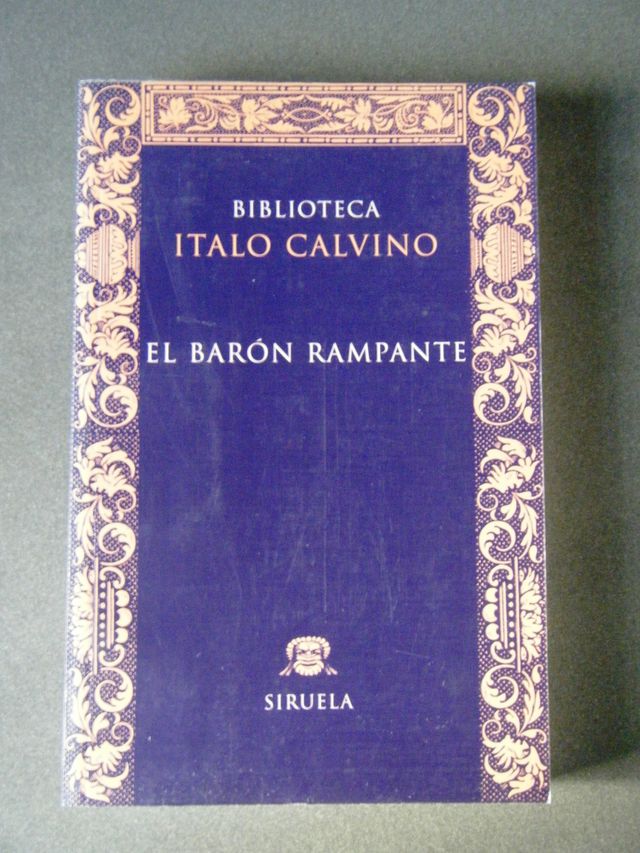 BIBLIOTECA
ITALO CALVINO
EL BARÓN RAMPANTE
SIRUELA